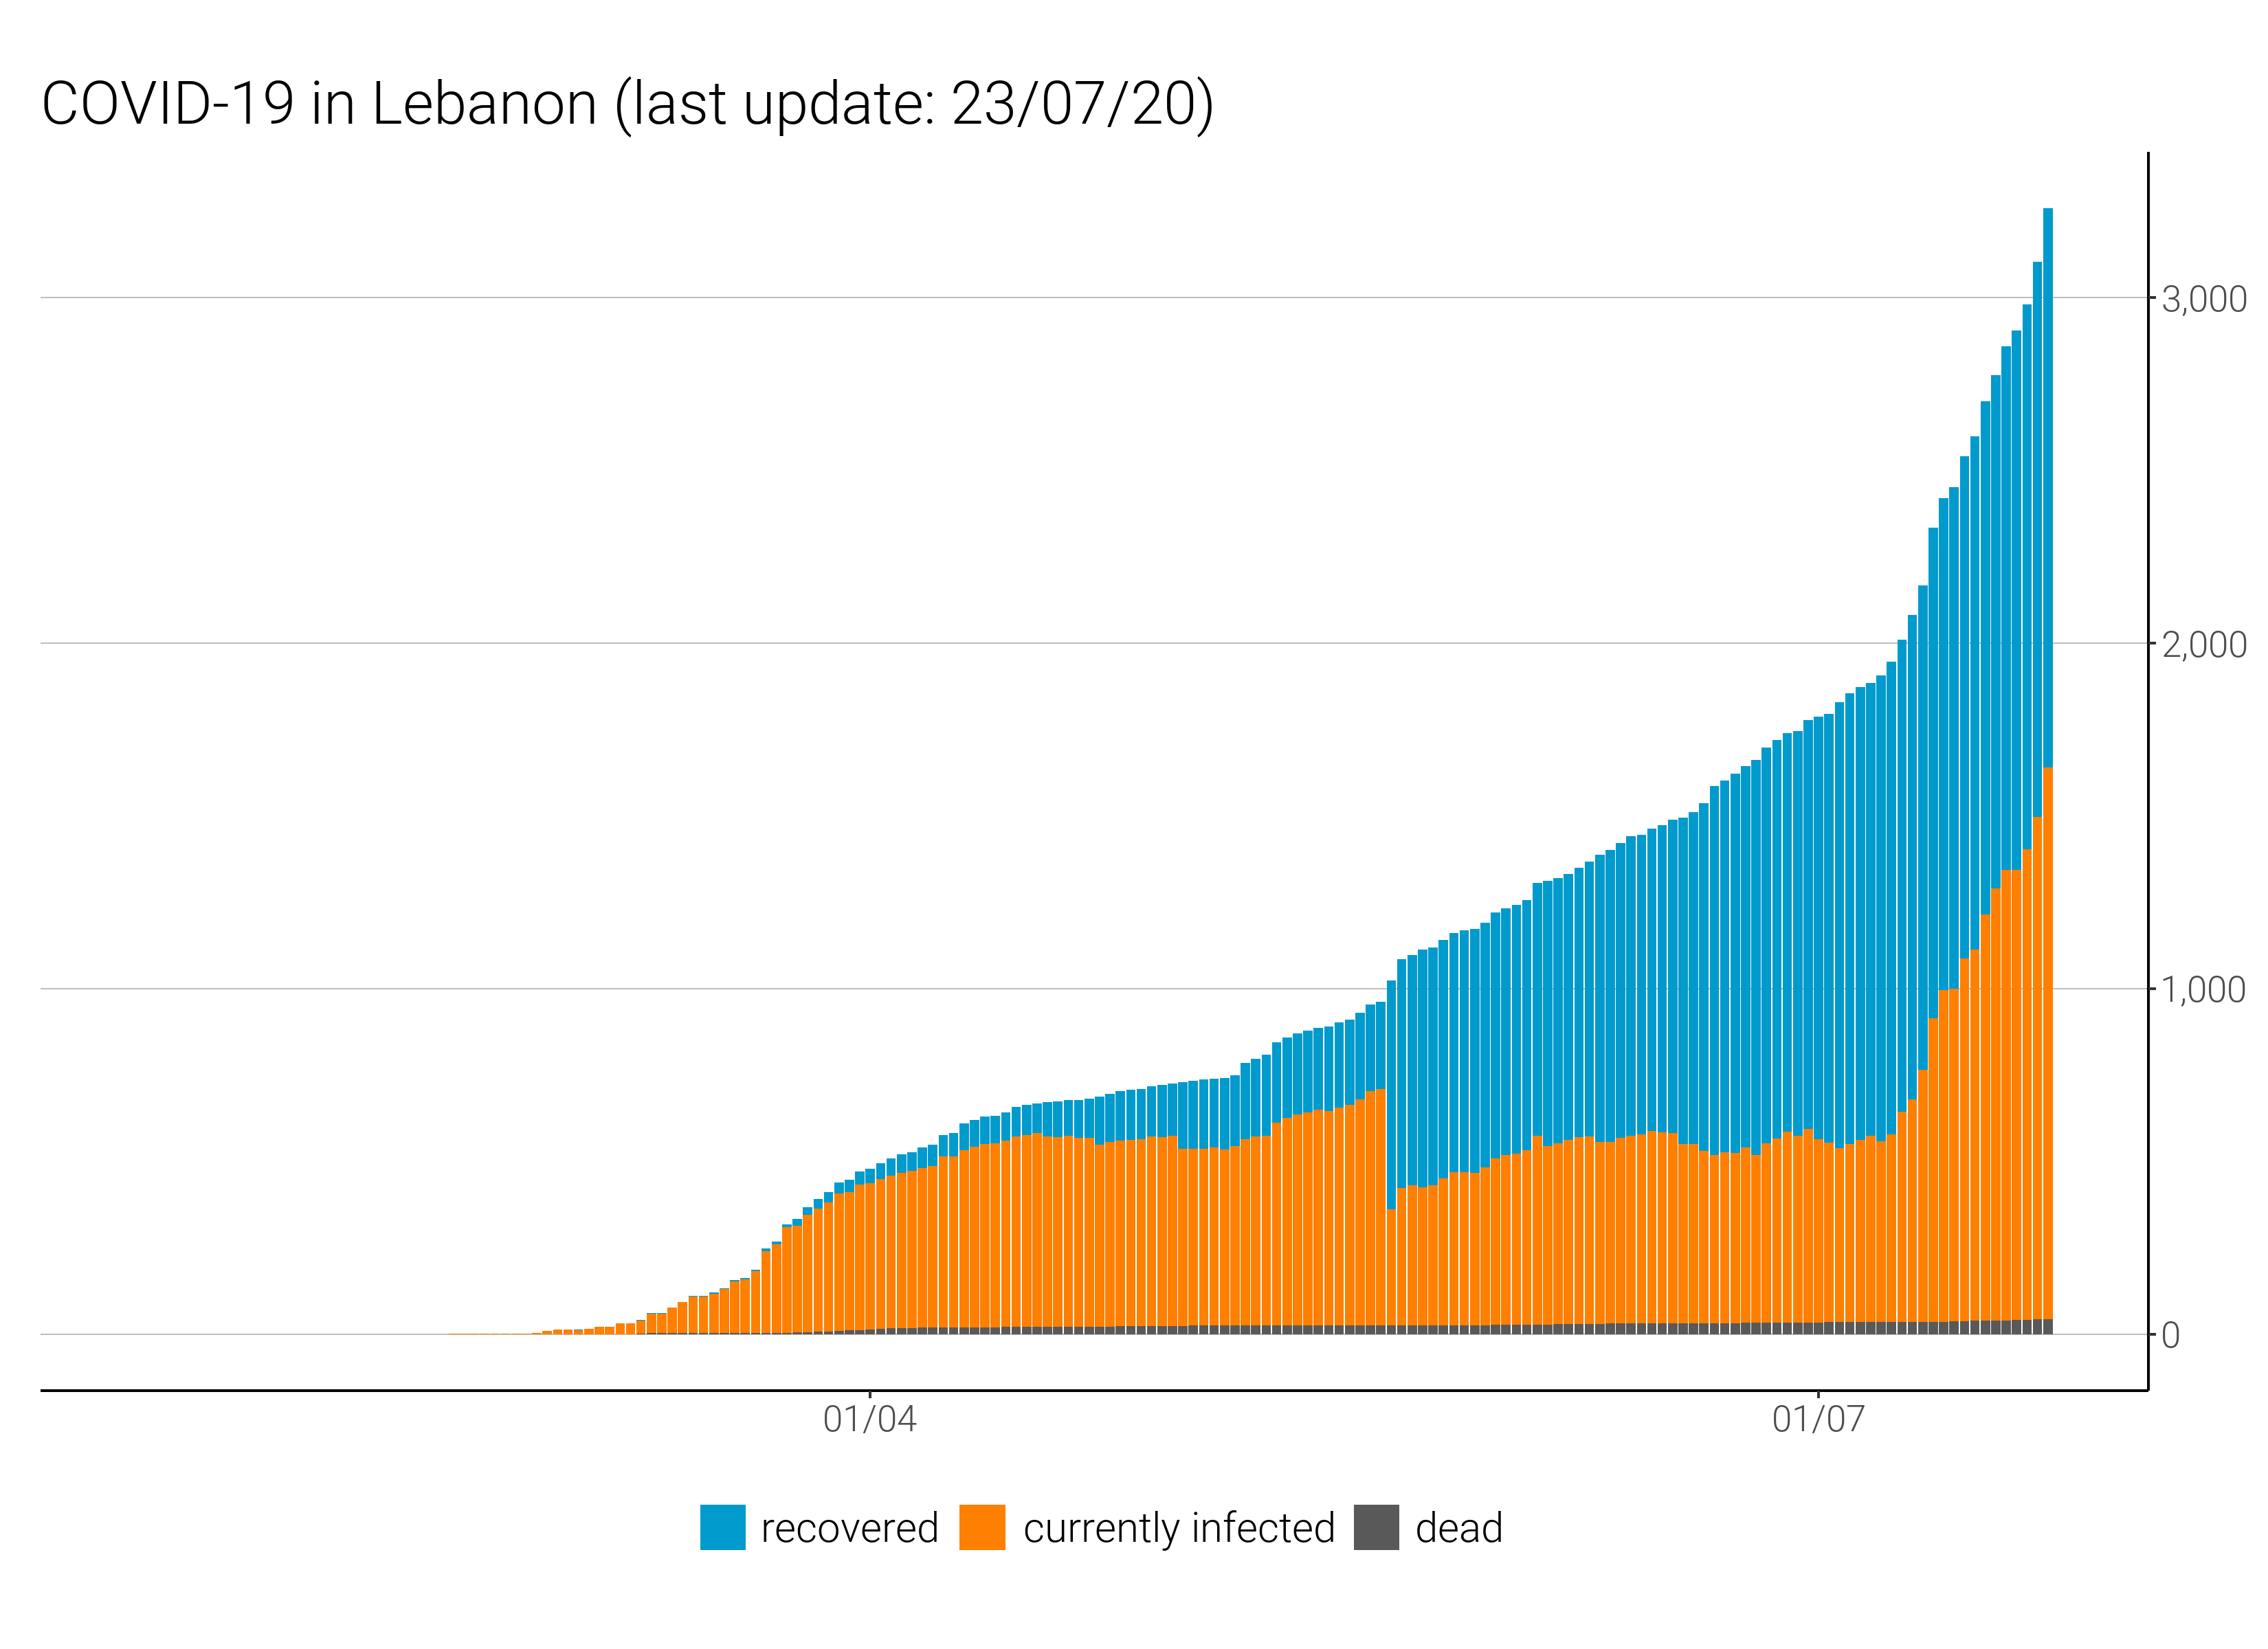 COVID-19 in Lebanon (last update: 23/07/20)
3,000
2,000
1,000
0
01/04 01/07
recovered currently infected dead